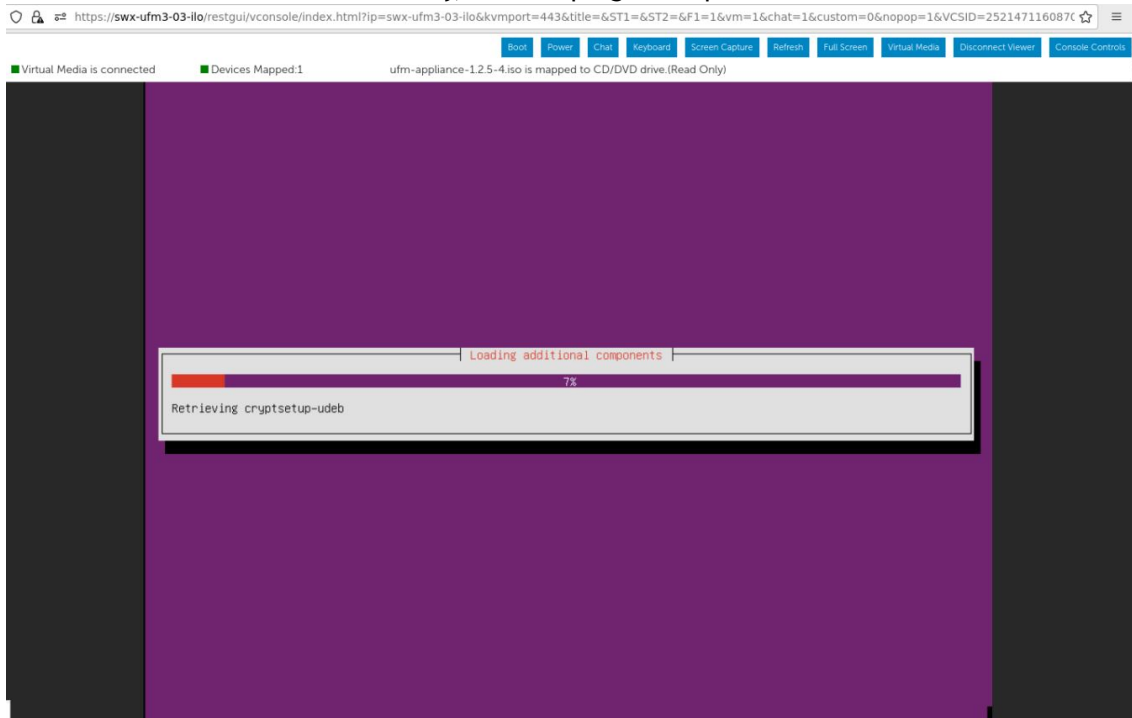 https://swx-ufm3-03-ilo/restgui/vconsole/index.html?ip=swx-ufm3-03-ilo&kvmport=443&title=&ST1=&ST2=&F1=1&vm=1&chat=1&custom=0&nopop=1&VCSID=2521471160870
Boot Power Chat Keyboard Screen Capture Refresh Full Screen Virtual Media Disconnect Viewer Console Controls
Virtual Media is connected Devices Mapped:1 ufm-appliance-1.2.5-4.iso is mapped to CD/DVD drive.(Read Only)
Loading additional components
7%
Retrieving cryptsetup-udeb